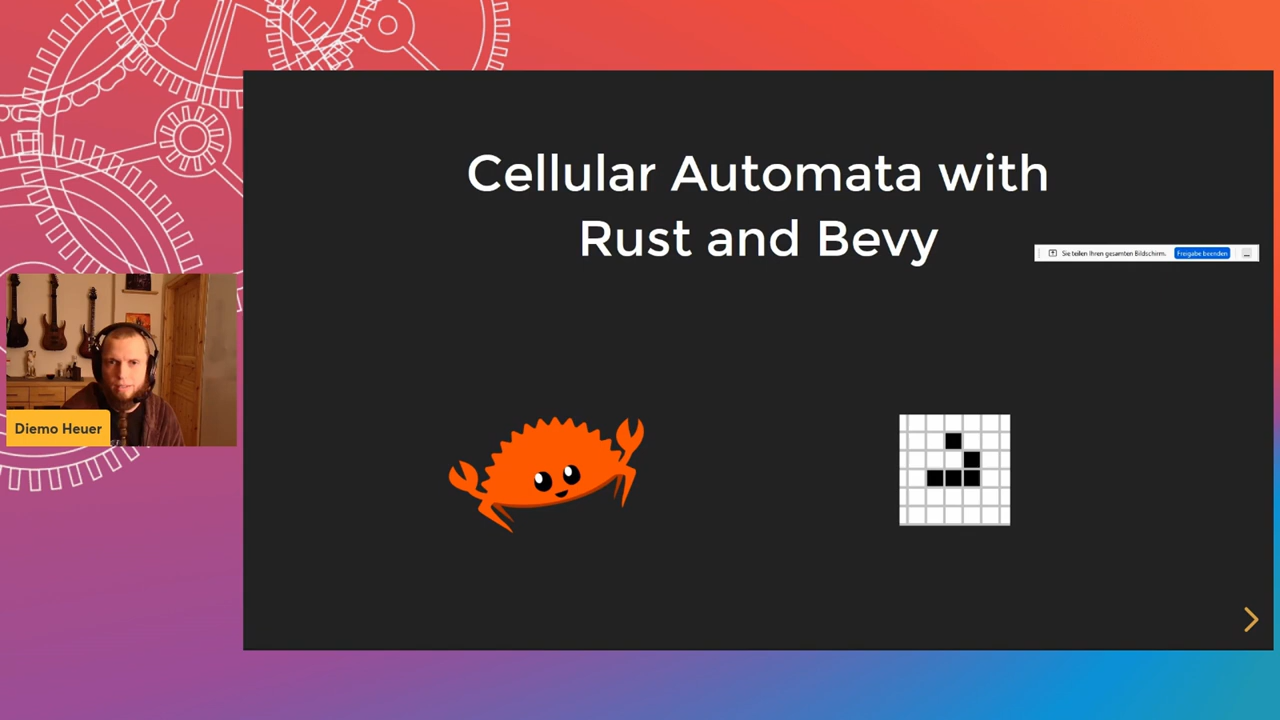 Cellular Automata with
Rust and Bevy
Sie teilen Ihren gesamten Bildschirm.
Freigabe beenden
Diemo Heuer